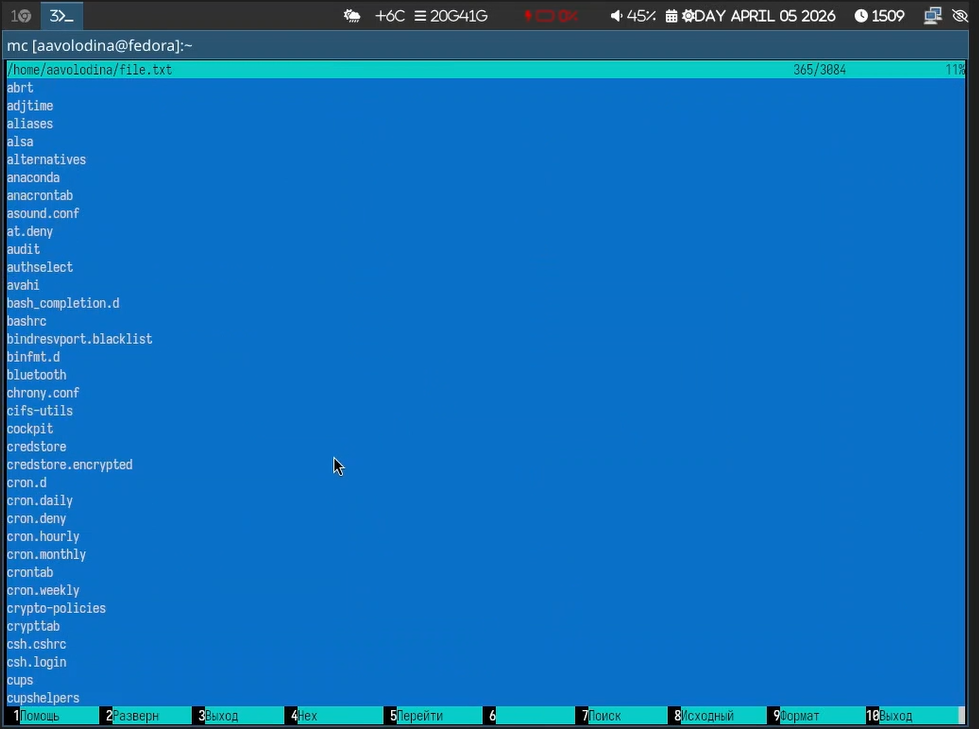 1 3>_ +6C 20G41G 45% DAY APRIL 05 2026 1509
mc [aavolodina@fedora]:~
/home/aavolodina/file.txt 365/3084 11%
abrt
adjtime
aliases
alsa
alternatives
anaconda
anacrontab
asound.conf
at.deny
audit
authselect
avahi
bash_completion.d
bashrc
bindresvport.blacklist
binfmt.d
bluetooth
chrony.conf
cifs-utils
cockpit
credstore
credstore.encrypted
cron.d
cron.daily
cron.deny
cron.hourly
cron.monthly
crontab
cron.weekly
crypto-policies
crypttab
csh.cshrc
csh.login
cups
cupshelpers
1Помощь 2Разверн 3Выход 4Hex 5Перейти 6 7Поиск 8Исходный 9Формат 10Выход